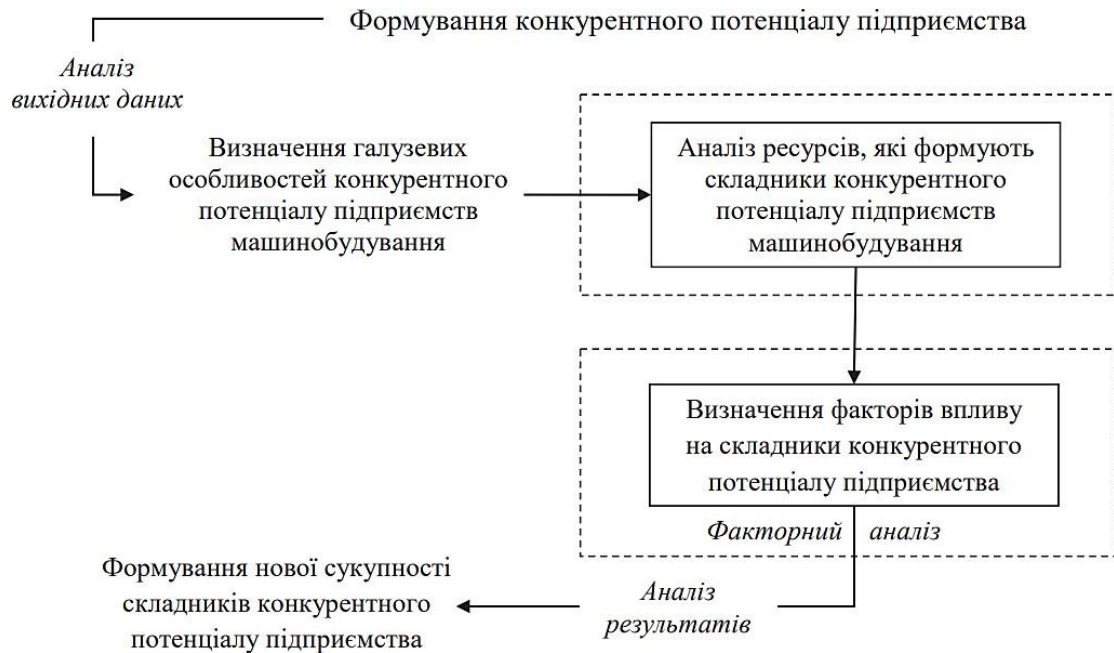 Формування конкурентного потенціалу підприємства
Аналіз
вихідних даних
Визначення галузевих
особливостей конкурентного
потенціалу підприємств
машинобудування
Аналіз ресурсів, які формують
складники конкурентного
потенціалу підприємств
машинобудування
Визначення факторів впливу
на складники конкурентного
потенціалу підприємства
Факторний аналіз
Аналіз
результатів
Формування нової сукупності
складників конкурентного
потенціалу підприємства